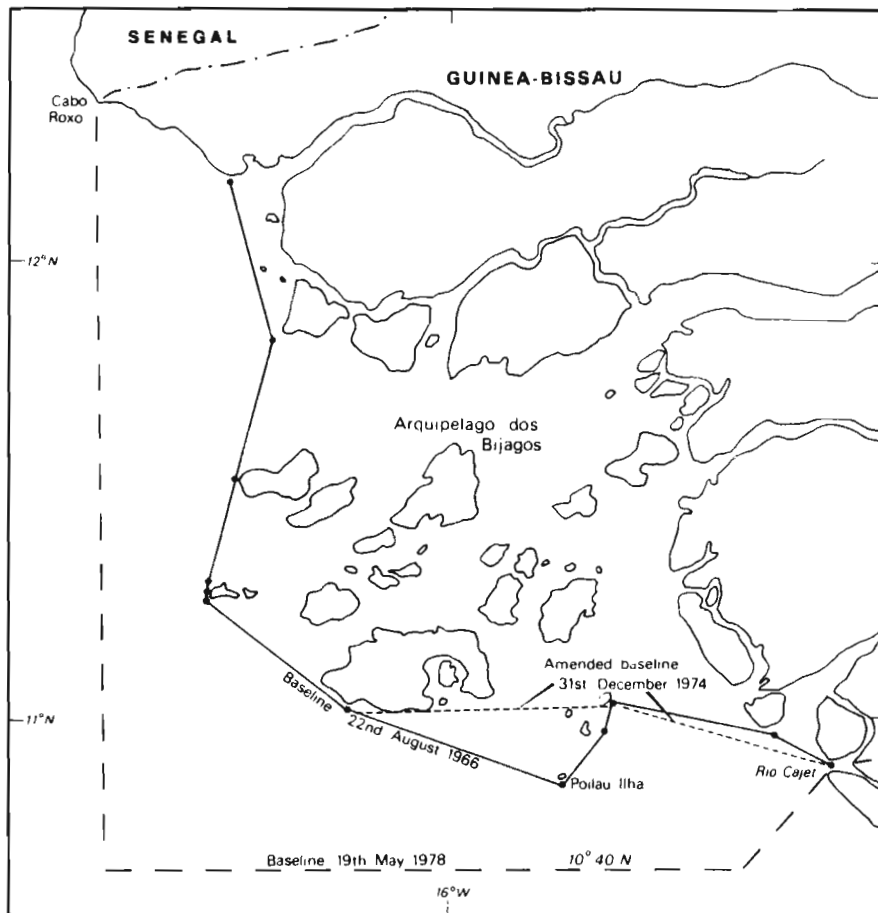 SENEGAL
GUINEA-BISSAU
Cabo
Roxo
12°N
Arquipelago dos
Bijagos
Amended baseline
31st December 1974
Baseline
22nd August 1966
11°N
Rio Cajet
Poilau Ilha
Baseline 19th May 1978
10° 40 N
16°W